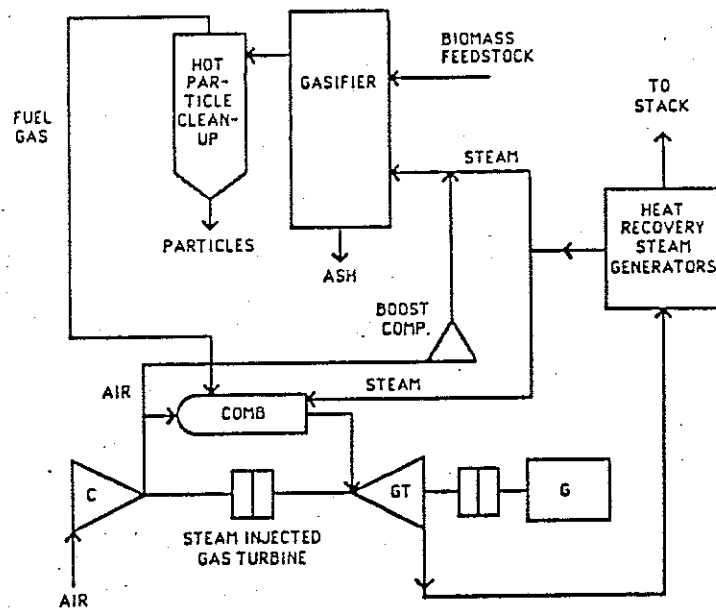 BIOMASS
FEEDSTOCK
HOT
PAR-
TICLE
CLEAN-
UP
GASIFIER
TO
STACK
FUEL
GAS
STEAM
HEAT
RECOVERY
STEAM
GENERATORS
PARTICLES
ASH
BOOST
COMP.
AIR
STEAM
COMB
C
GT
G
STEAM INJECTED
GAS TURBINE
AIR